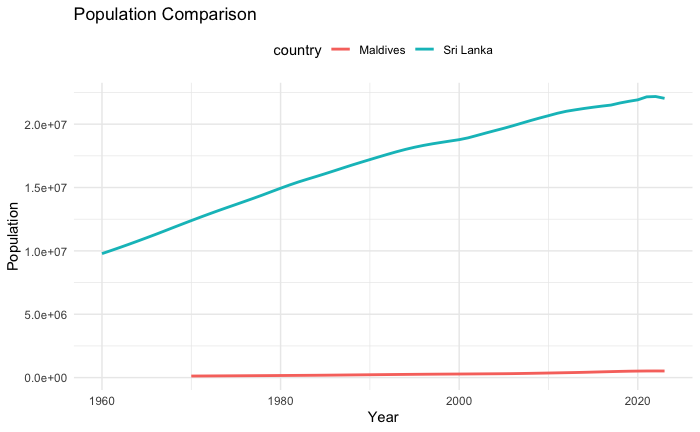 Population Comparison
country Maldives Sri Lanka
Population
2.0e+07
1.5e+07
1.0e+07
5.0e+06
0.0e+00
1960 1980 2000 2020
Year